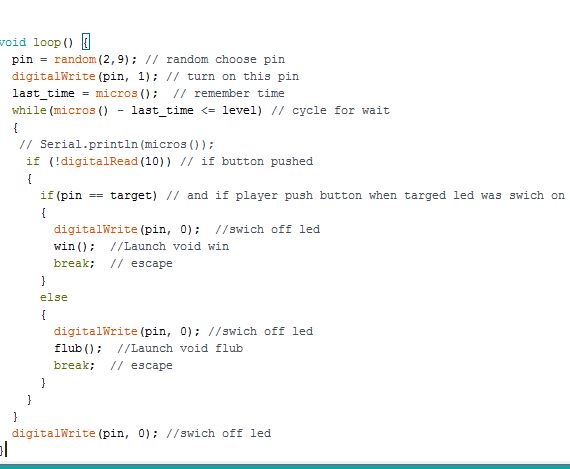 void loop() {
pin = random(2,9); // random choose pin
digitalWrite(pin, 1); // turn on this pin
last_time = micros();  // remember time
while(micros() - last_time <= level) // cycle for wait
{
// Serial.println(micros());
if (!digitalRead(10)) // if button pushed
{
if(pin == target) // and if player push button when targed led was swich on
{
digitalWrite(pin, 0);  //swich off led
win();  //Launch void win
break;  // escape
}
else
{
digitalWrite(pin, 0); //swich off led
flub();  //Launch void flub
break;  // escape
}
}
}
digitalWrite(pin, 0); //swich off led
}